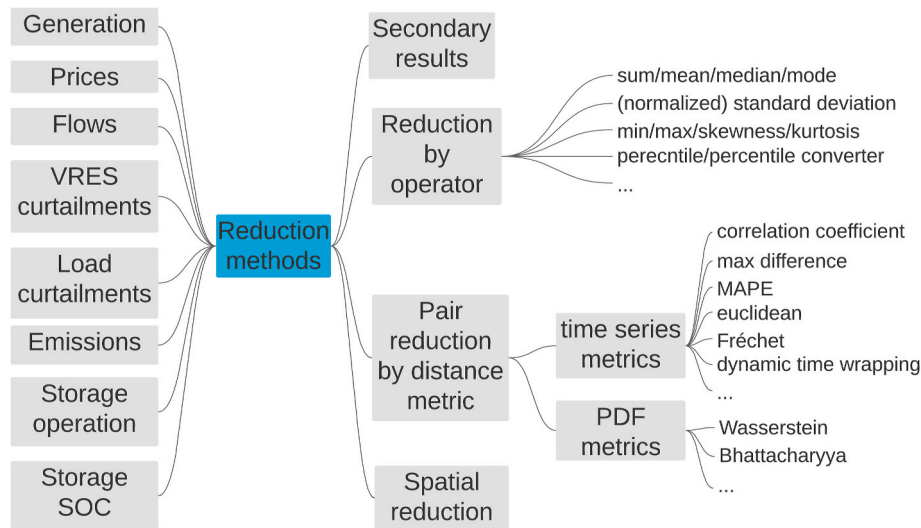 Generation
Prices
Flows
VRES
curtailments
Load
curtailments
Emissions
Storage
operation
Storage
SOC
Reduction
methods
Secondary
results
Reduction
by
operator
sum/mean/median/mode
(normalized) standard deviation
min/max/skewness/kurtosis
perecntile/percentile converter
...
Pair
reduction
by distance
metric
time series
metrics
correlation coefficient
max difference
MAPE
euclidean
Fréchet
dynamic time wrapping
...
PDF
metrics
Wasserstein
Bhattacharyya
...
Spatial
reduction